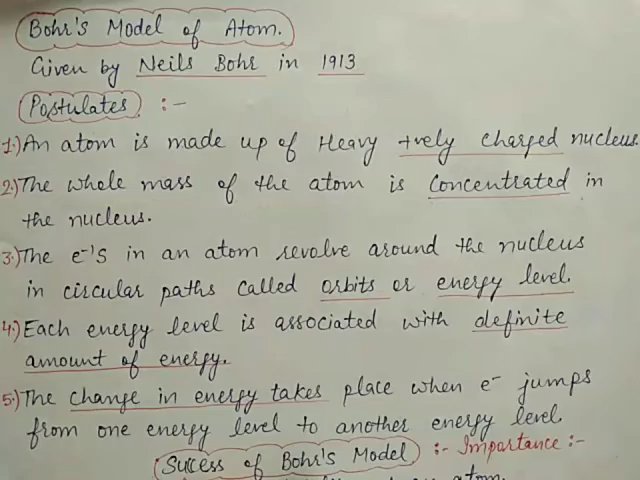 Bohr's Model of Atom.
Given by Neils Bohr in 1913
Postulates :-
1.) An atom is made up of Heavy +vely charged nucleus.
2.) The whole mass of the atom is concentrated in
the nucleus.
3.) The e-'s in an atom revolve around the nucleus
in circular paths called orbits or energy level.
4.) Each energy level is associated with definite
amount of energy.
5.) The change in energy takes place when e- jumps
from one energy level to another energy level.
Success of Bohr's Model :- Importance :-
atom.